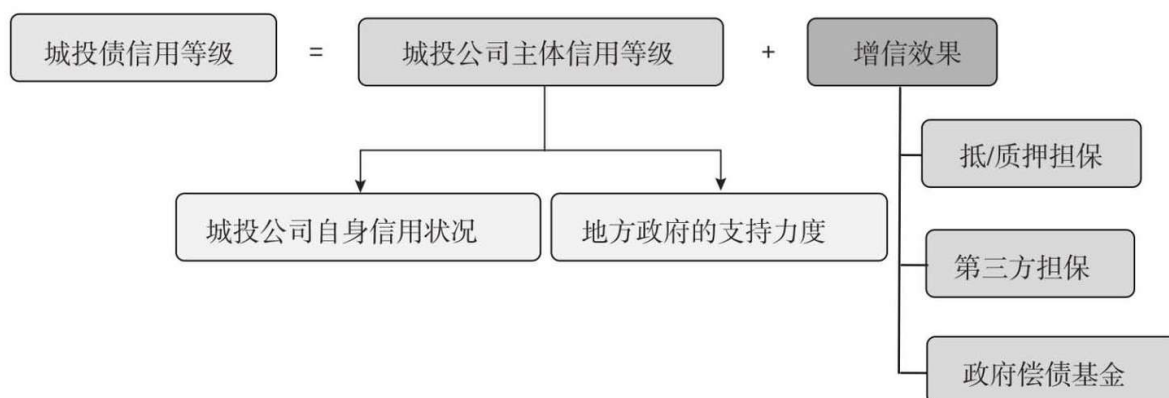 城投债信用等级 = 城投公司主体信用等级 + 增信效果
抵/质押担保
城投公司自身信用状况 地方政府的支持力度
第三方担保
政府偿债基金